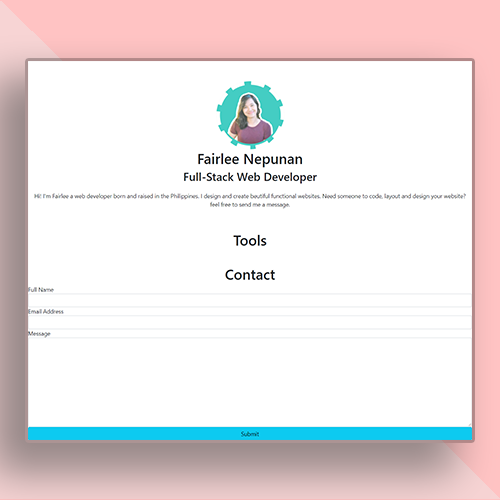 Fairlee Nepunan
Full-Stack Web Developer
Hi! I'm Fairlee a web developer born and raised in the Philippines. I design and create beutiful functional websites. Need someone to code, layout and design your website?
feel free to send me a message.
Tools
Contact
Full Name
Email Address
Message
Submit